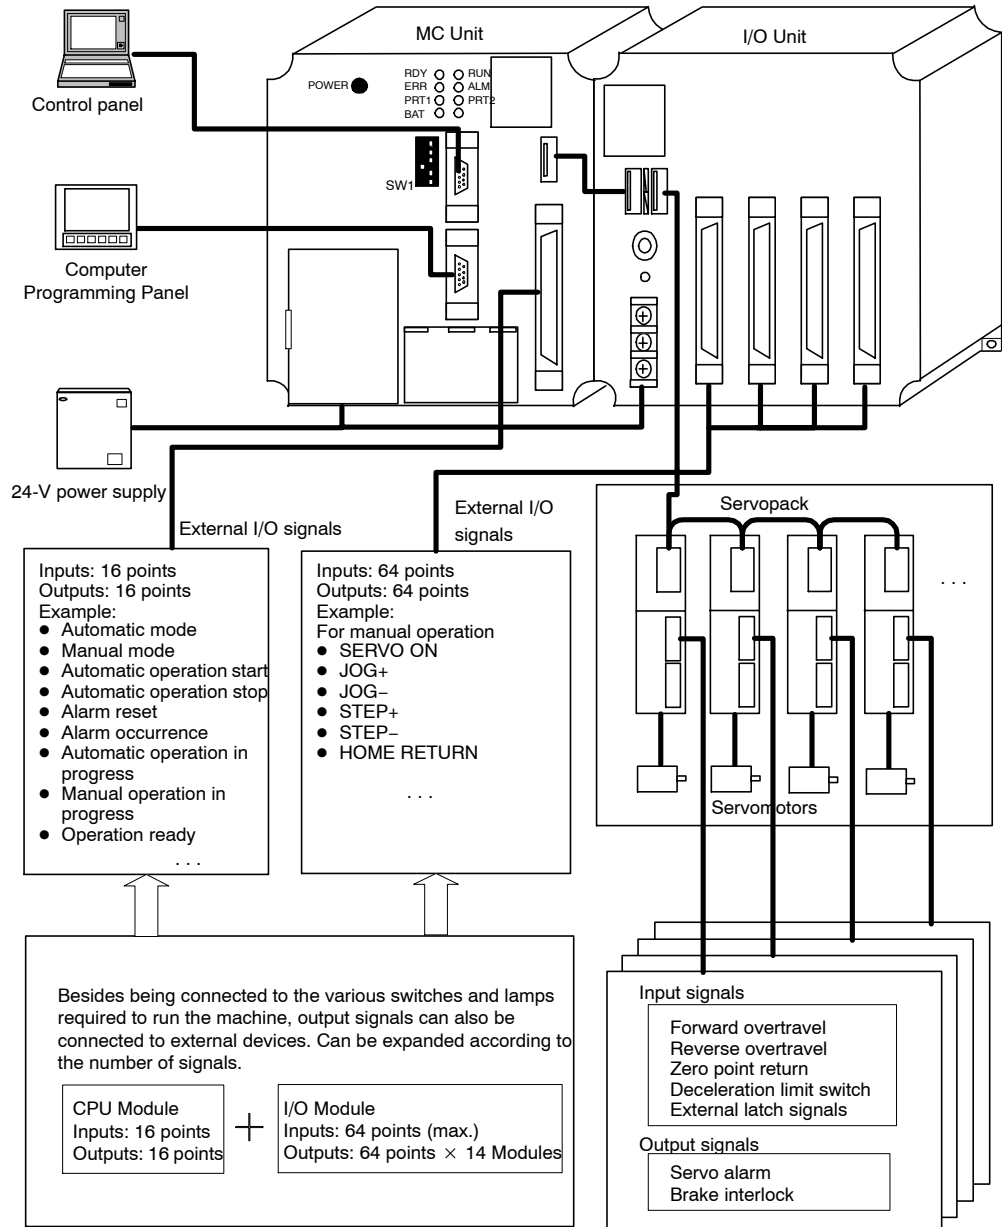 MC Unit
I/O Unit
POWER
RDY RUN
ERR ALM
PRT1 PRT2
BAT
SW1
Control panel
Computer
Programming Panel
24-V power supply
External I/O signals
Inputs: 16 points
Outputs: 16 points
Example:
● Automatic mode
● Manual mode
● Automatic operation start
● Automatic operation stop
● Alarm reset
● Alarm occurrence
● Automatic operation in
progress
● Manual operation in
progress
● Operation ready
. . .
External I/O
signals
Inputs: 64 points
Outputs: 64 points
Example:
For manual operation
● SERVO ON
● JOG+
● JOG−
● STEP+
● STEP−
● HOME RETURN
. . .
Servopack
. . .
Servomotors
Besides being connected to the various switches and lamps
required to run the machine, output signals can also be
connected to external devices. Can be expanded according to
the number of signals.
CPU Module
Inputs: 16 points
Outputs: 16 points
+
I/O Module
Inputs: 64 points (max.)
Outputs: 64 points × 14 Modules
Input signals
Forward overtravel
Reverse overtravel
Zero point return
Deceleration limit switch
External latch signals
Output signals
Servo alarm
Brake interlock